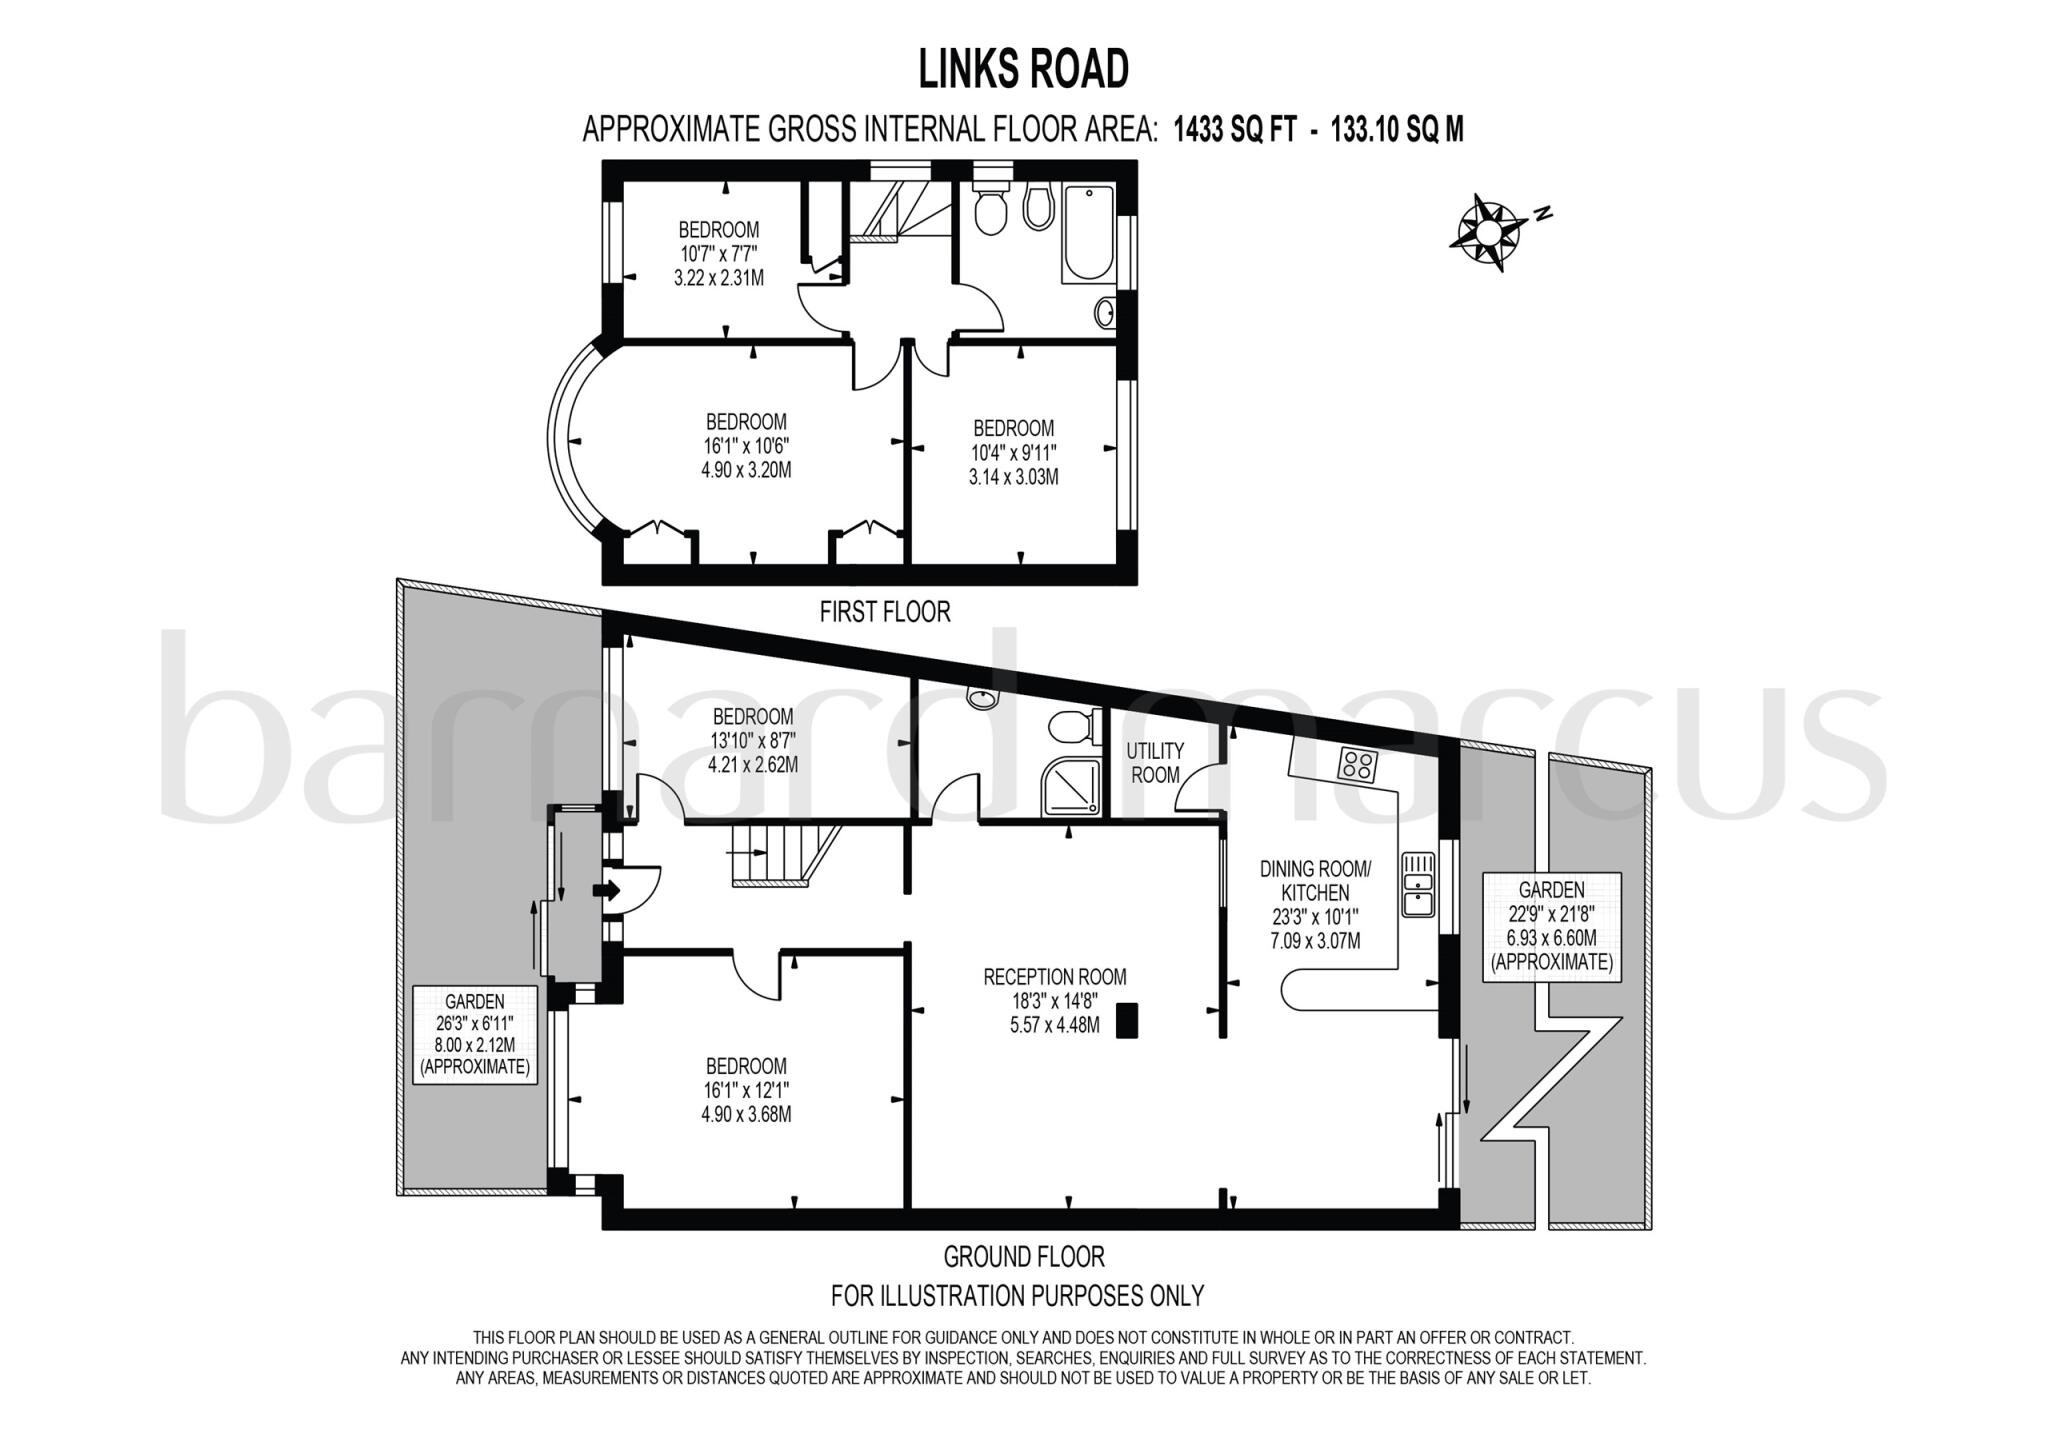 LINKS ROAD
APPROXIMATE GROSS INTERNAL FLOOR AREA: 1433 SQ FT - 133.10 SQ M
N
BEDROOM
10'7" x 7'7"
3.22 x 2.31M
BEDROOM
16'1" x 10'6"
4.90 x 3.20M
BEDROOM
10'4" x 9'11"
3.14 x 3.03M
FIRST FLOOR
barnard marcus
BEDROOM
13'10" x 8'7"
4.21 x 2.62M
UTILITY
ROOM
DINING ROOM/
KITCHEN
23'3" x 10'1"
7.09 x 3.07M
GARDEN
22'9" x 21'8"
6.93 x 6.60M
(APPROXIMATE)
RECEPTION ROOM
18'3" x 14'8"
5.57 x 4.48M
GARDEN
26'3" x 6'11"
8.00 x 2.12M
(APPROXIMATE)
BEDROOM
16'1" x 12'1"
4.90 x 3.68M
GROUND FLOOR
FOR ILLUSTRATION PURPOSES ONLY
THIS FLOOR PLAN SHOULD BE USED AS A GENERAL OUTLINE FOR GUIDANCE ONLY AND DOES NOT CONSTITUTE IN WHOLE OR IN PART AN OFFER OR CONTRACT.
ANY INTENDING PURCHASER OR LESSEE SHOULD SATISFY THEMSELVES BY INSPECTION, SEARCHES, ENQUIRIES AND FULL SURVEY AS TO THE CORRECTNESS OF EACH STATEMENT.
ANY AREAS, MEASUREMENTS OR DISTANCES QUOTED ARE APPROXIMATE AND SHOULD NOT BE USED TO VALUE A PROPERTY OR BE THE BASIS OF ANY SALE OR LET.